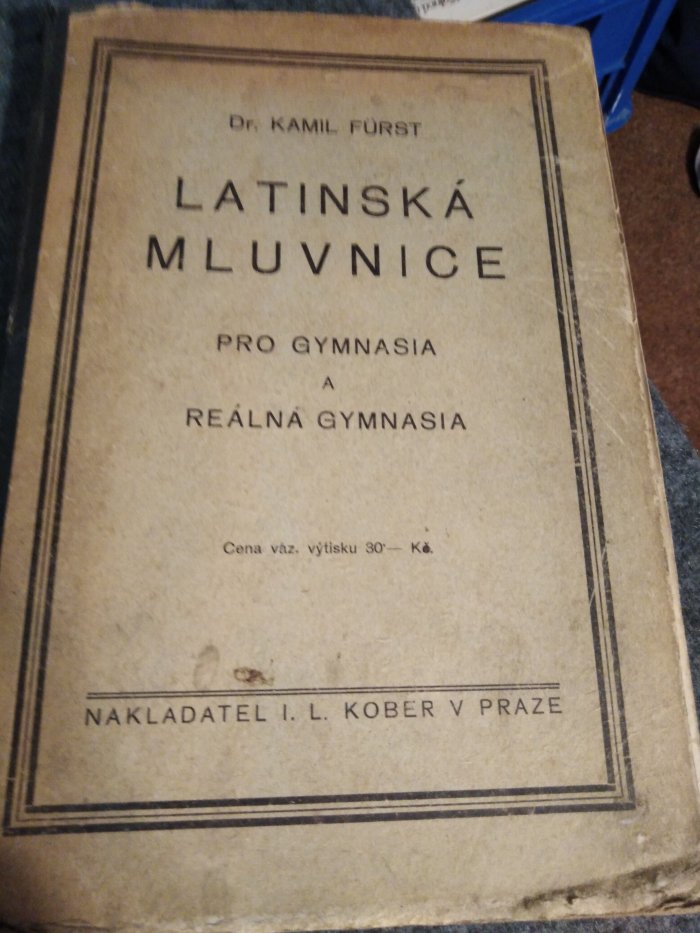 Dr. KAMIL FÜRST
LATINSKÁ
MLUVNICE
PRO GYMNASIA
A
REÁLNÁ GYMNASIA
Cena váz. výtisku 30·— Kč.
NAKLADATEL I. L. KOBER V PRAZE